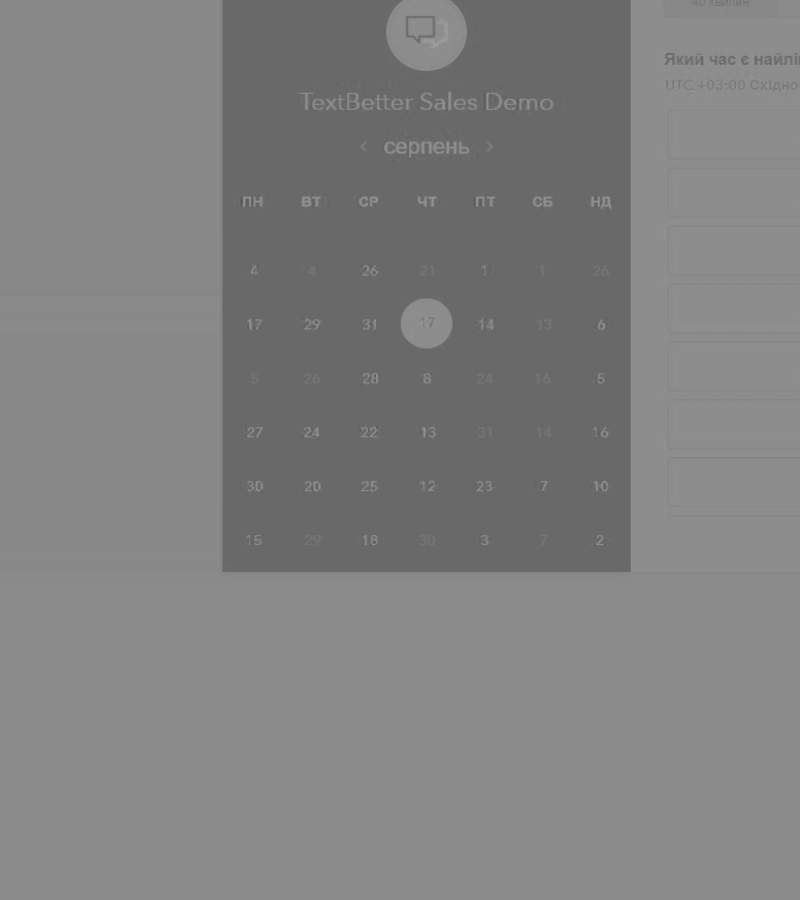 40 хвилин
Який час є найлі
TextBetter Sales Demo
UTC +03:00 Східно
серпень
ПН ВТ СР ЧТ ПТ СБ НД
4 4 26 21 1 1 26
17 29 31 17 14 13 6
5 26 28 8 24 16 5
27 24 22 13 31 14 16
30 20 25 12 23 7 10
15 29 18 30 3 7 2